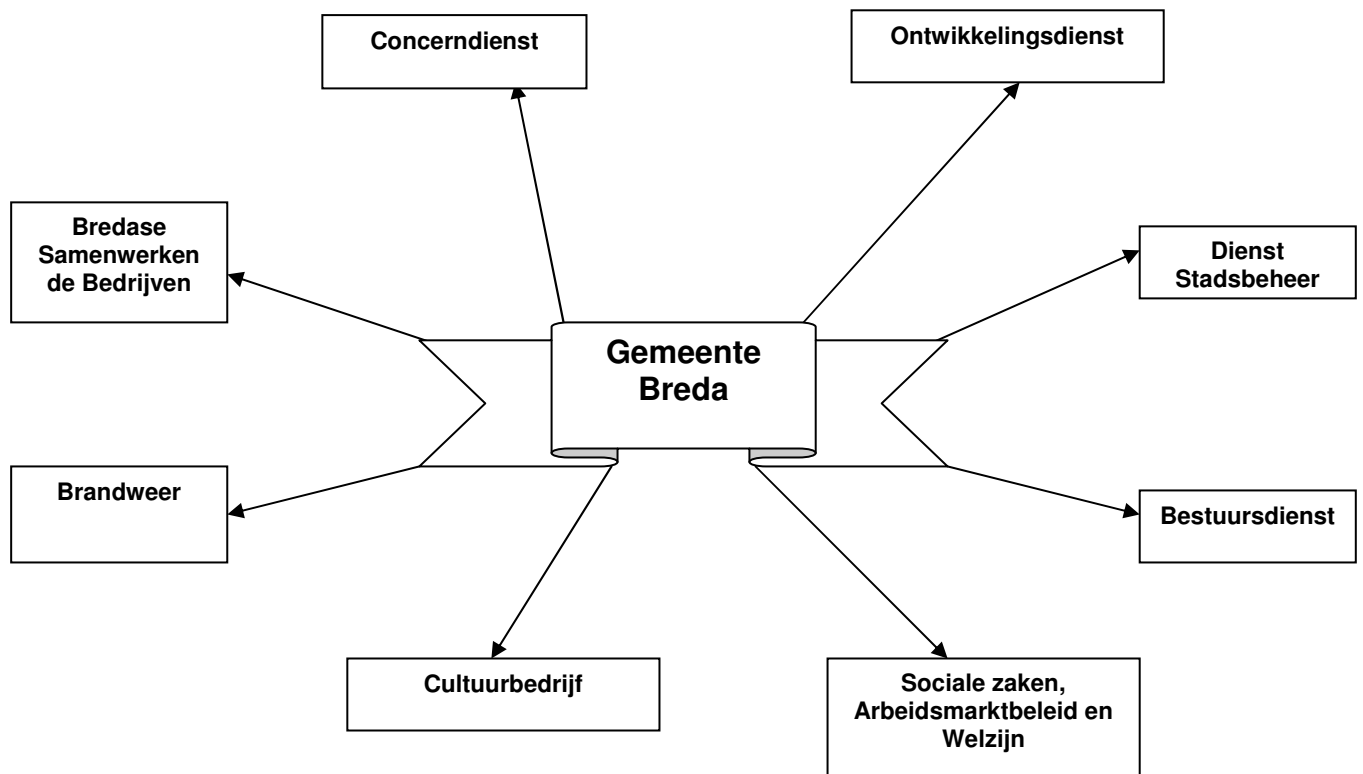 Concerndienst
Ontwikkelingsdienst
Bredase
Samenwerken
de Bedrijven
Dienst
Stadsbeheer
Gemeente
Breda
Brandweer
Bestuursdienst
Cultuurbedrijf
Sociale zaken,
Arbeidsmarktbeleid en
Welzijn